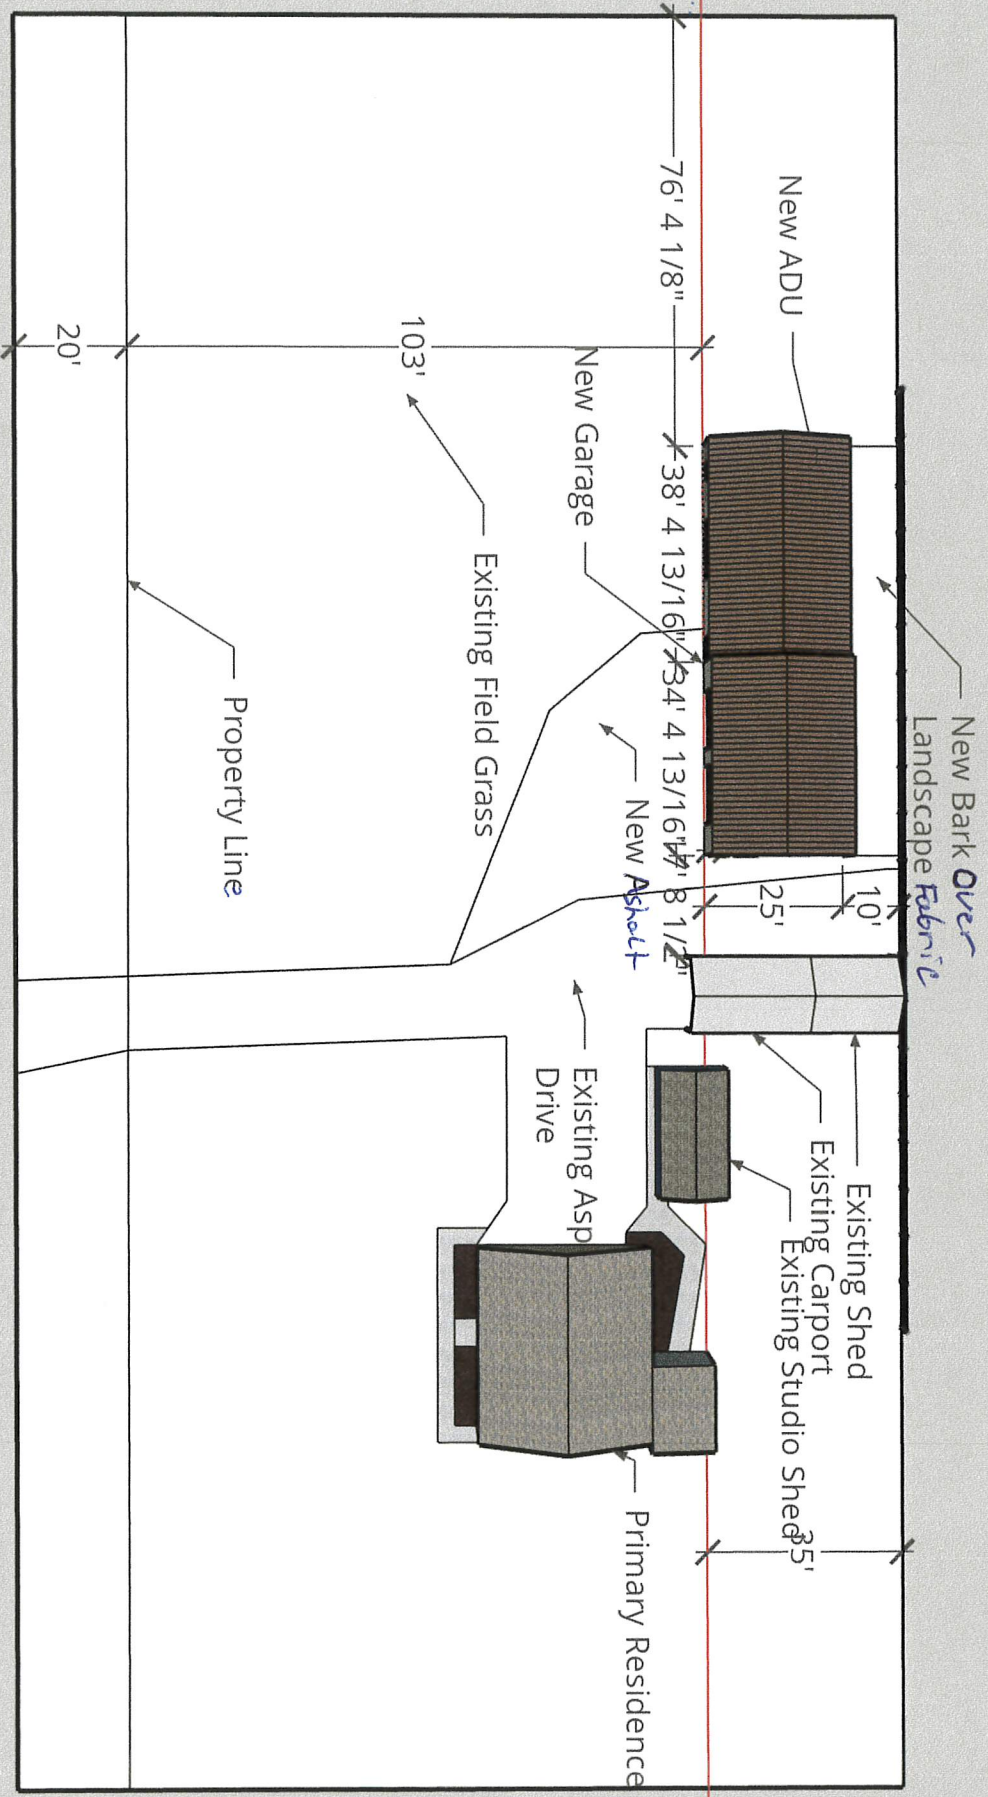 New Bark Over
Landscape Fabric
New ADU
10'
25'
35'
Existing Shed
Existing Carport
Existing Studio Shed
76' 4 1/8"
38' 4 13/16"
34' 4 13/16"
17' 8 1/2"
New Garage
New Ashalt
Primary Residence
103'
Existing Field Grass
Existing Asp
Drive
Property Line
20'